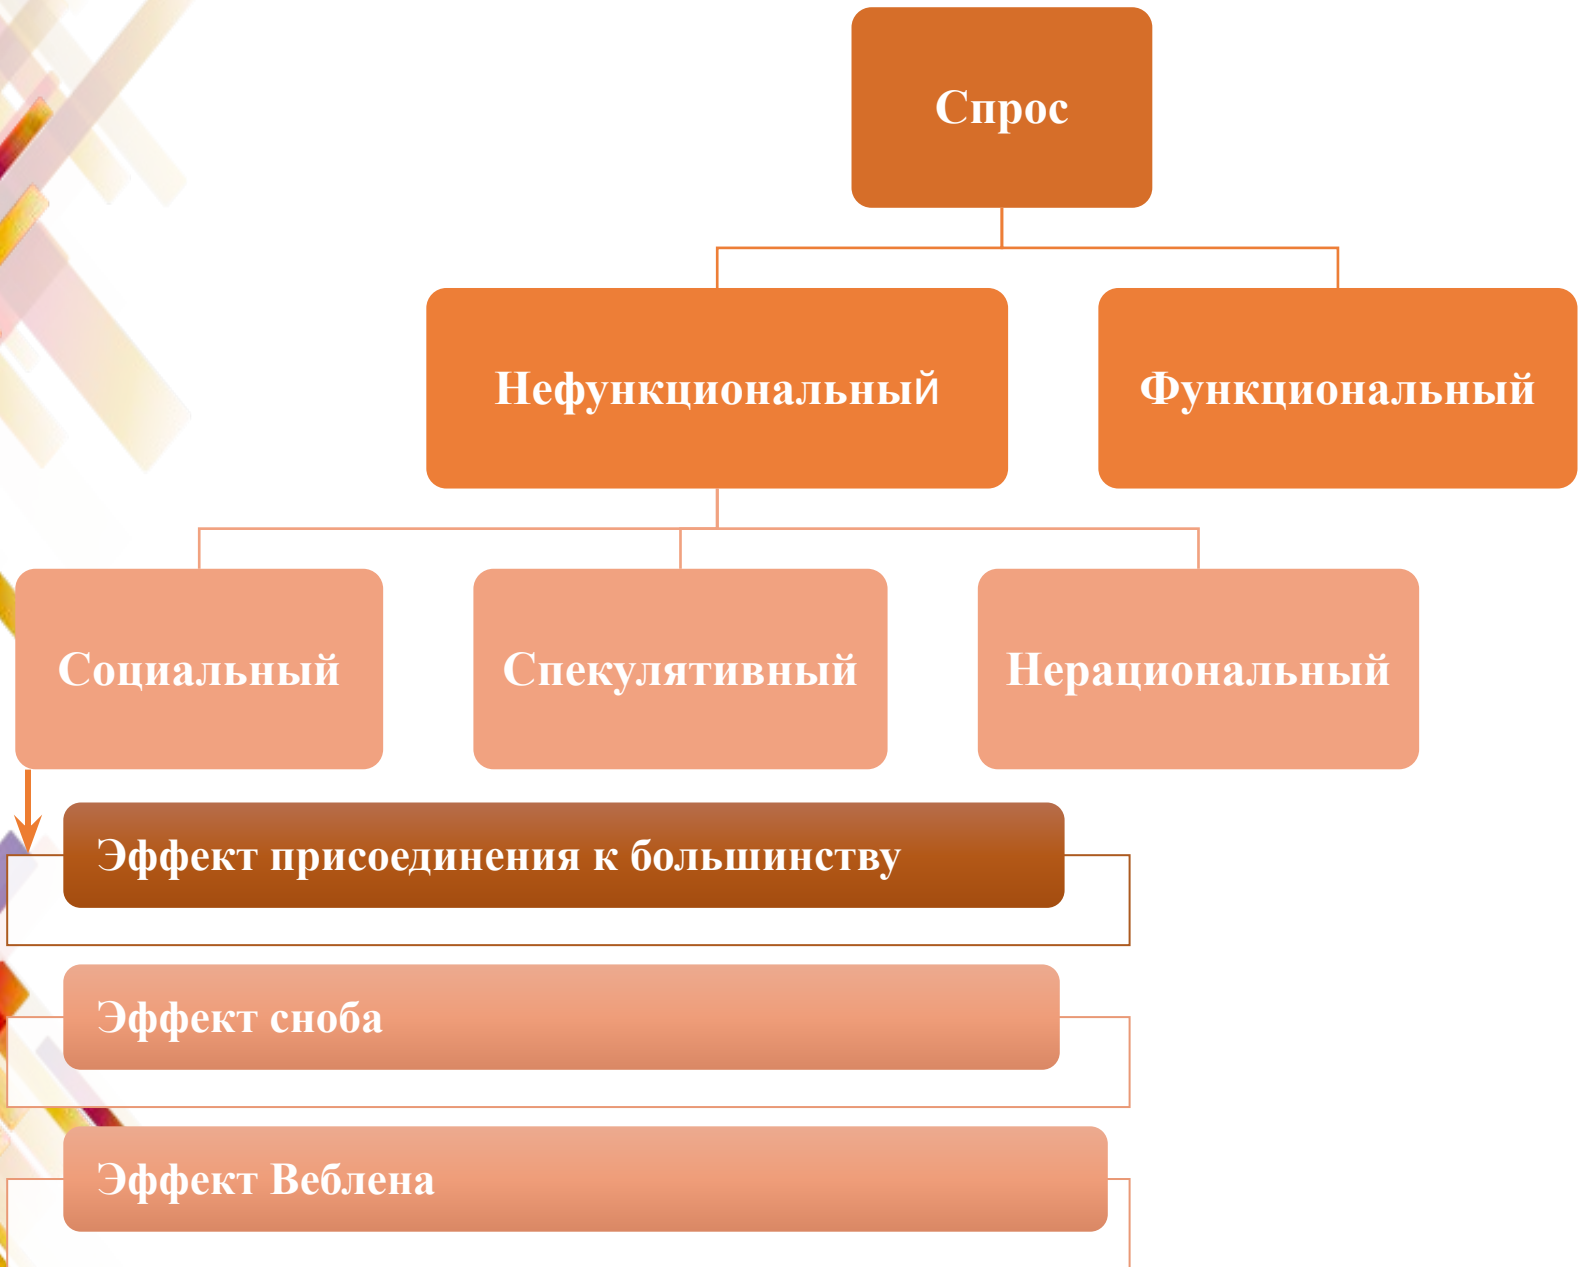 Спрос
Нефункциональный
Функциональный
Социальный
Спекулятивный
Нерациональный
Эффект присоединения к большинству
Эффект сноба
Эффект Веблена